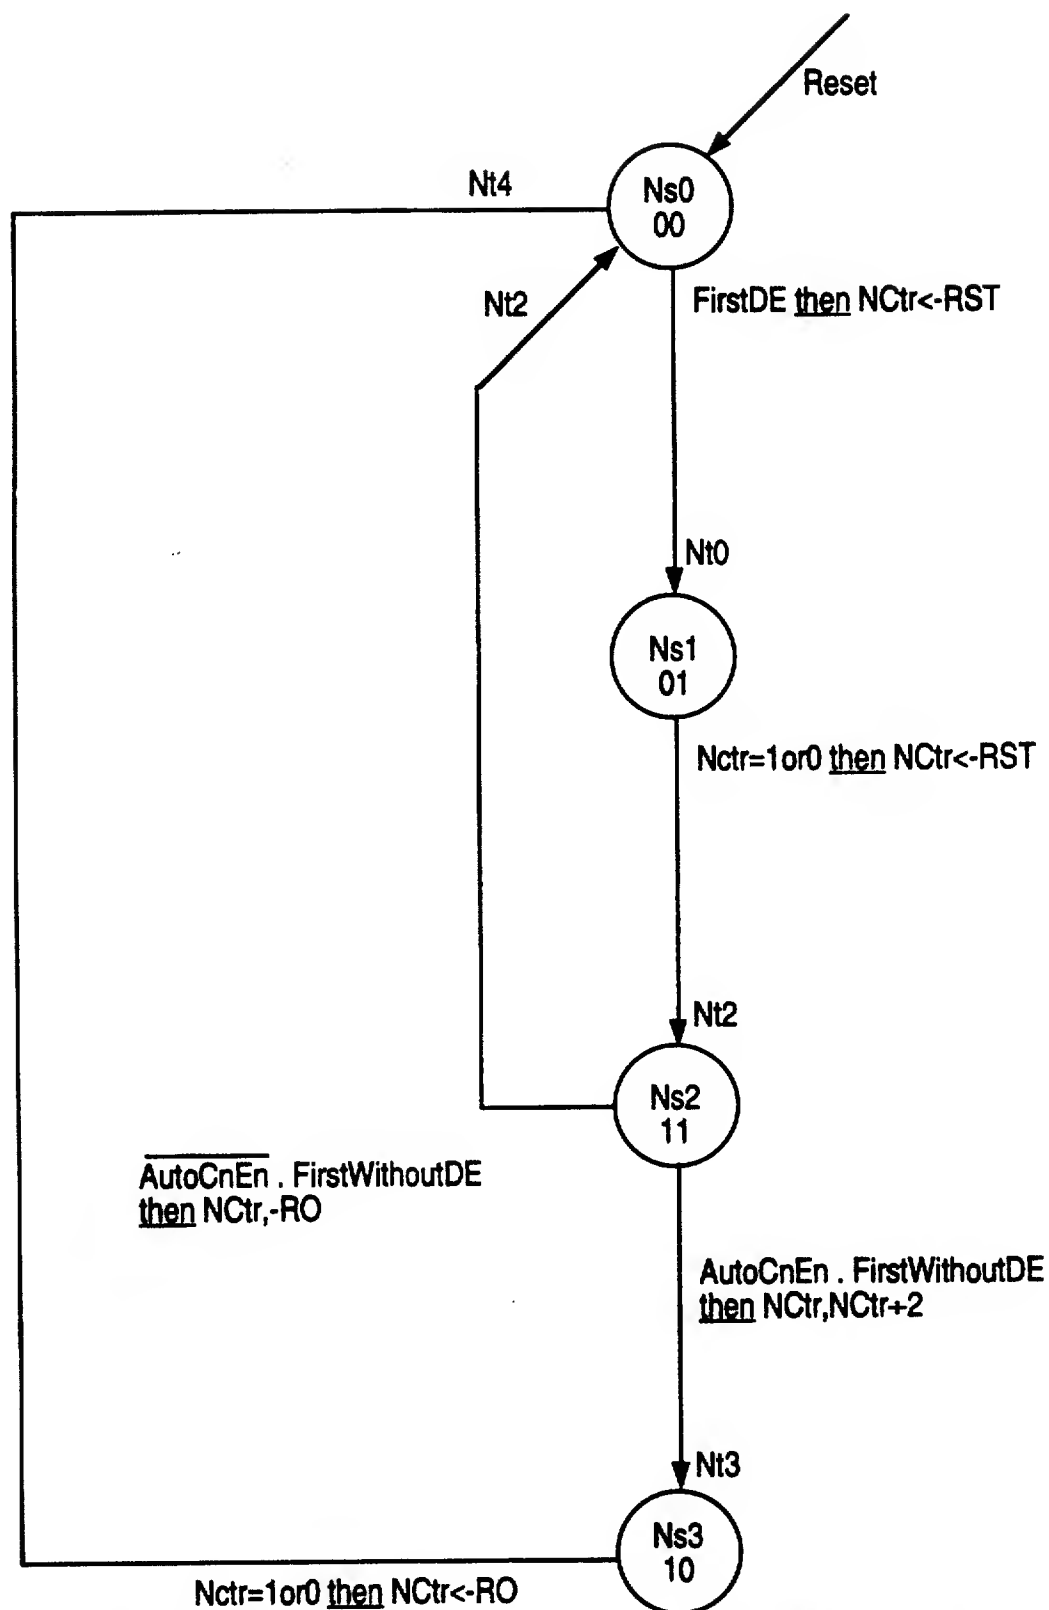 Reset
Nt4
Ns0
00
Nt2
FirstDE then NCtr<-RST
Nt0
Ns1
01
Nctr=1or0 then NCtr<-RST
Nt2
Ns2
11
AutoCnEn . FirstWithoutDE
then NCtr,-RO
AutoCnEn . FirstWithoutDE
then NCtr,NCtr+2
Nt3
Ns3
10
Nctr=1or0 then NCtr<-RO